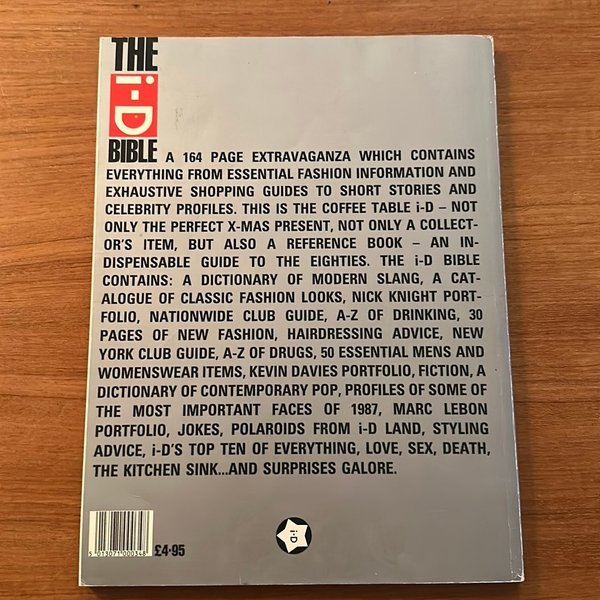 THE
i-D
BIBLE A 164 PAGE EXTRAVAGANZA WHICH CONTAINS
EVERYTHING FROM ESSENTIAL FASHION INFORMATION AND
EXHAUSTIVE SHOPPING GUIDES TO SHORT STORIES AND
CELEBRITY PROFILES. THIS IS THE COFFEE TABLE i-D – NOT
ONLY THE PERFECT X-MAS PRESENT, NOT ONLY A COLLECT-
OR'S ITEM, BUT ALSO A REFERENCE BOOK – AN IN-
DISPENSABLE GUIDE TO THE EIGHTIES. THE i-D BIBLE
CONTAINS: A DICTIONARY OF MODERN SLANG, A CAT-
ALOGUE OF CLASSIC FASHION LOOKS, NICK KNIGHT PORT-
FOLIO, NATIONWIDE CLUB GUIDE, A-Z OF DRINKING, 30
PAGES OF NEW FASHION, HAIRDRESSING ADVICE, NEW
YORK CLUB GUIDE, A-Z OF DRUGS, 50 ESSENTIAL MENS AND
WOMENSWEAR ITEMS, KEVIN DAVIES PORTFOLIO, FICTION, A
DICTIONARY OF CONTEMPORARY POP, PROFILES OF SOME OF
THE MOST IMPORTANT FACES OF 1987, MARC LEBON
PORTFOLIO, JOKES, POLAROIDS FROM i-D LAND, STYLING
ADVICE, i-D'S TOP TEN OF EVERYTHING, LOVE, SEX, DEATH,
THE KITCHEN SINK...AND SURPRISES GALORE.
5 013071 000348
£4·95
i-D